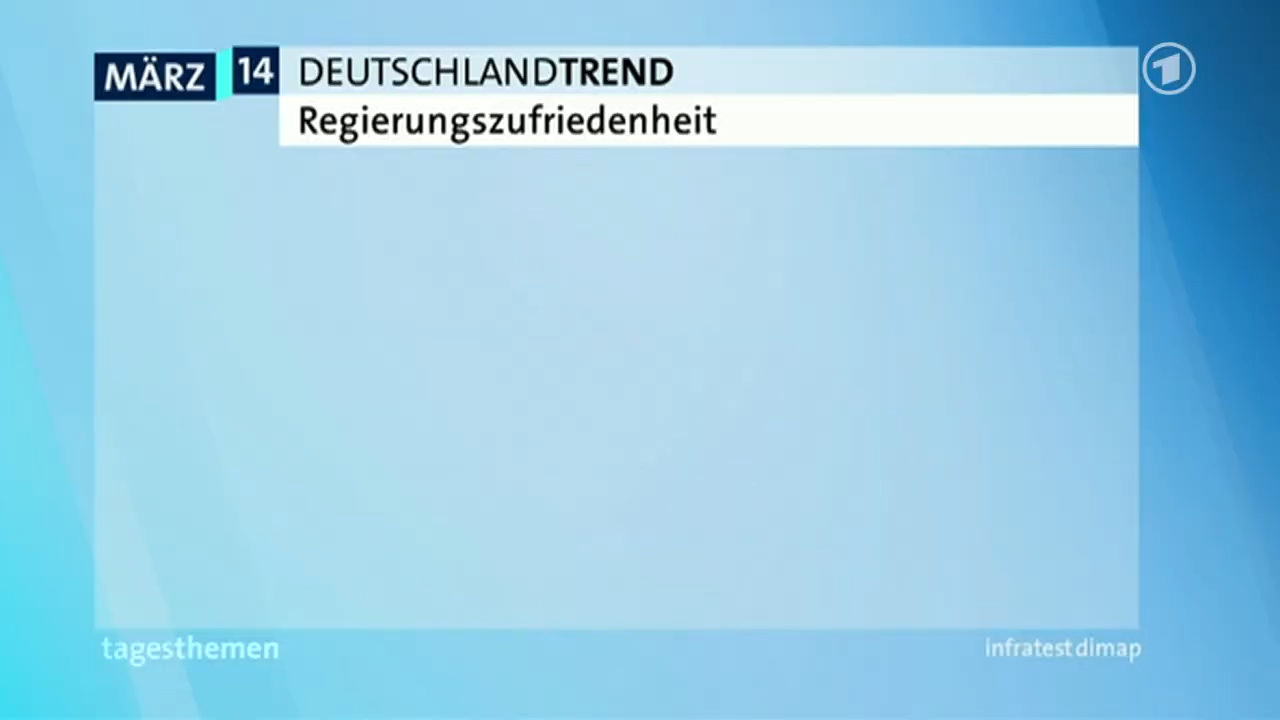 MÄRZ 14 DEUTSCHLANDTREND
Regierungszufriedenheit
tagesthemen
infratest dimap